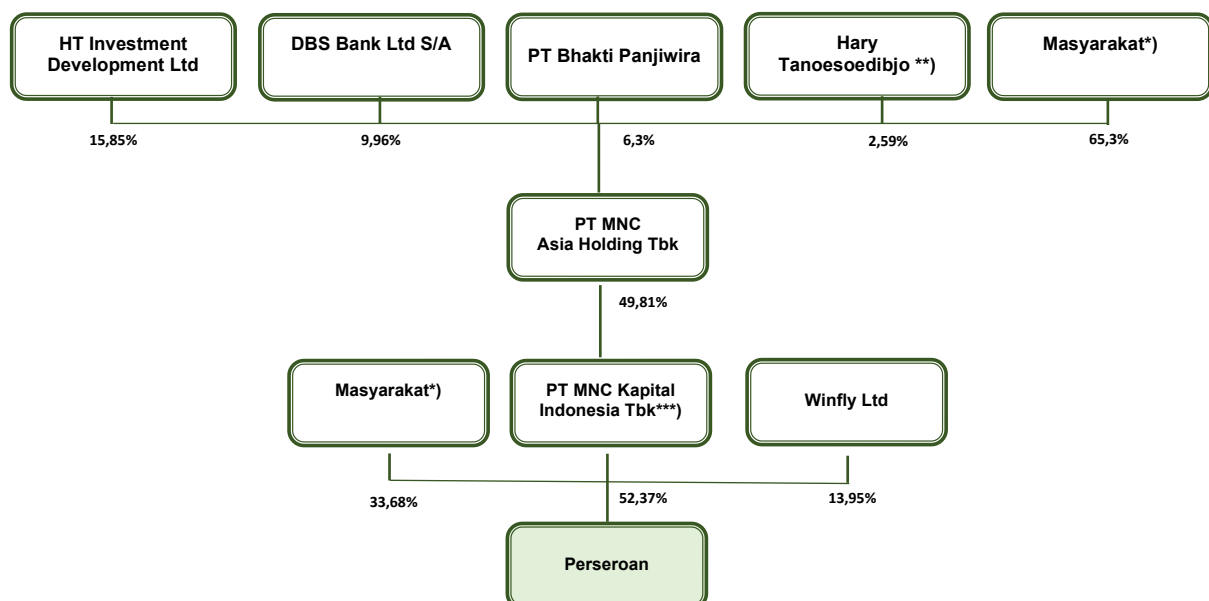 HT Investment
Development Ltd
DBS Bank Ltd S/A
PT Bhakti Panjiwira
Hary
Tanoesoedibjo **)
Masyarakat*)
15,85%
9,96%
6,3%
2,59%
65,3%
PT MNC
Asia Holding Tbk
49,81%
Masyarakat*)
PT MNC Kapital
Indonesia Tbk***)
Winfly Ltd
33,68%
52,37%
13,95%
Perseroan